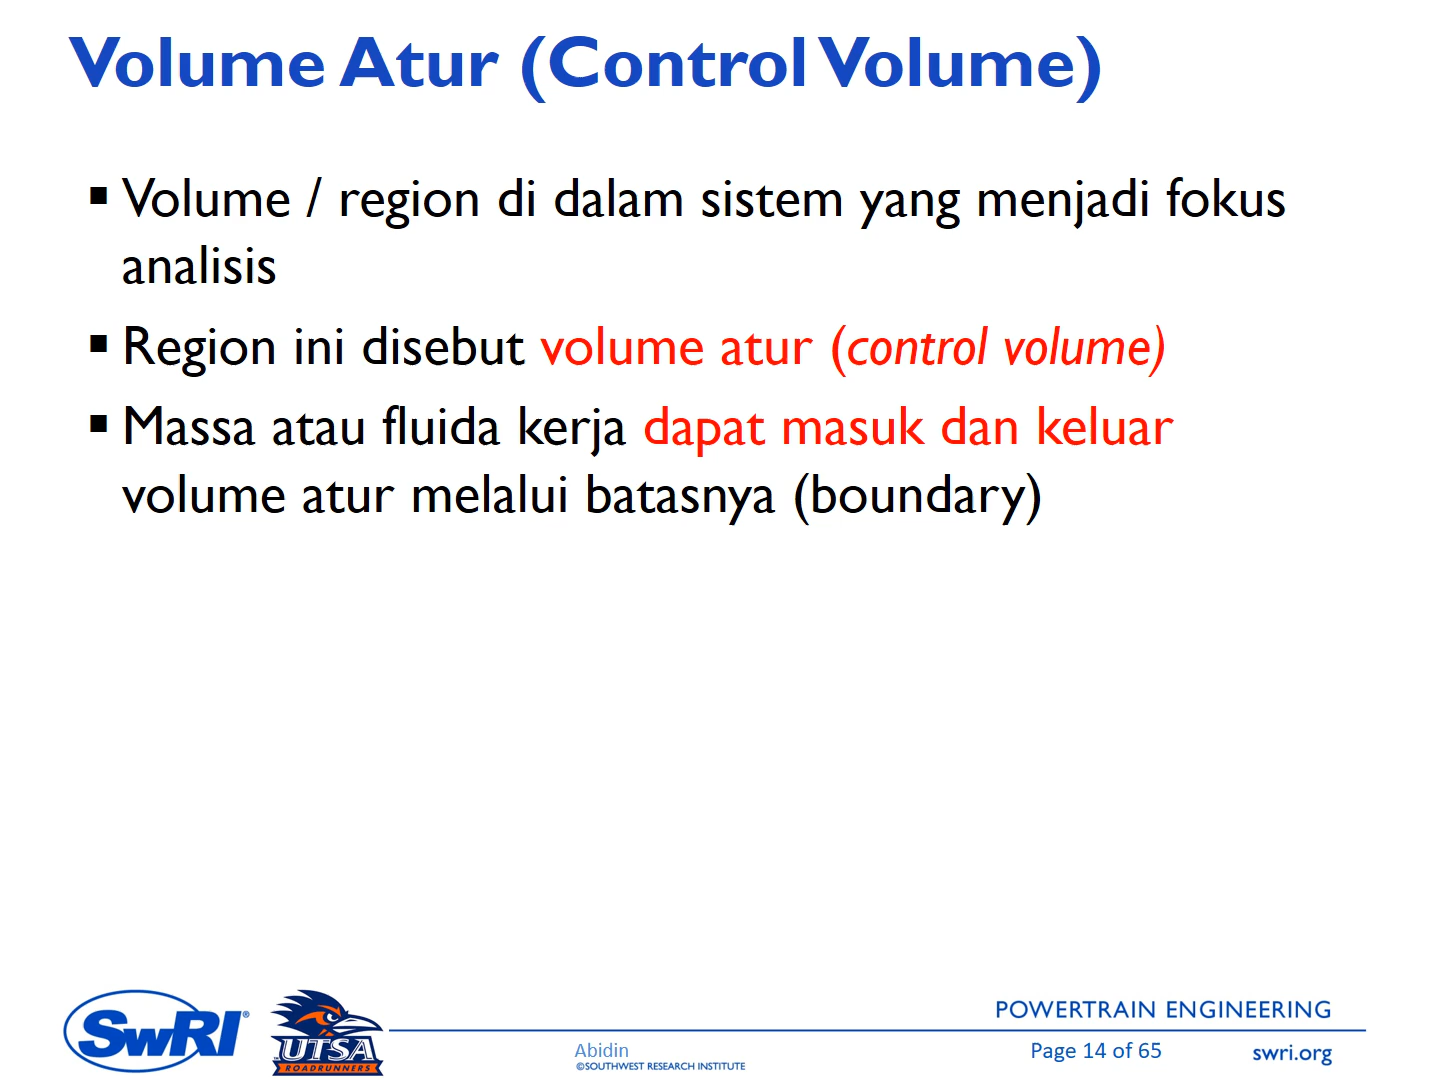 Volume Atur (Control Volume)
▪ Volume / region di dalam sistem yang menjadi fokus
analisis
▪ Region ini disebut volume atur (control volume)
▪ Massa atau fluida kerja dapat masuk dan keluar
volume atur melalui batasnya (boundary)
POWERTRAIN ENGINEERING
SwRI®
UTSA
ROADRUNNERS
Abidin
©SOUTHWEST RESEARCH INSTITUTE
Page 14 of 65
swri.org